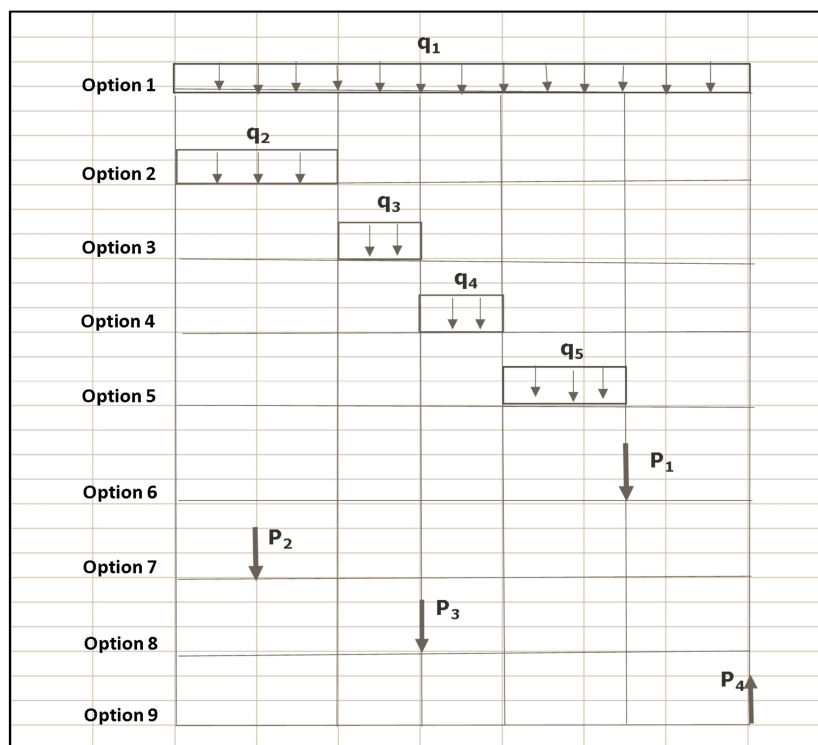 q₁
Option 1
q₂
Option 2
q₃
Option 3
q₄
Option 4
q₅
Option 5
P₁
Option 6
P₂
Option 7
P₃
Option 8
P₄
Option 9